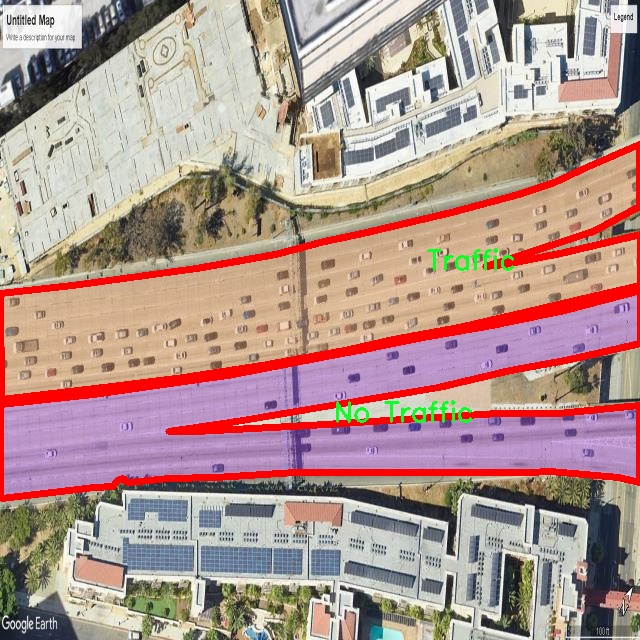 Untitled Map
Write a description for your map.
Legend
Traffic
No Traffic
Google Earth
100 ft
N